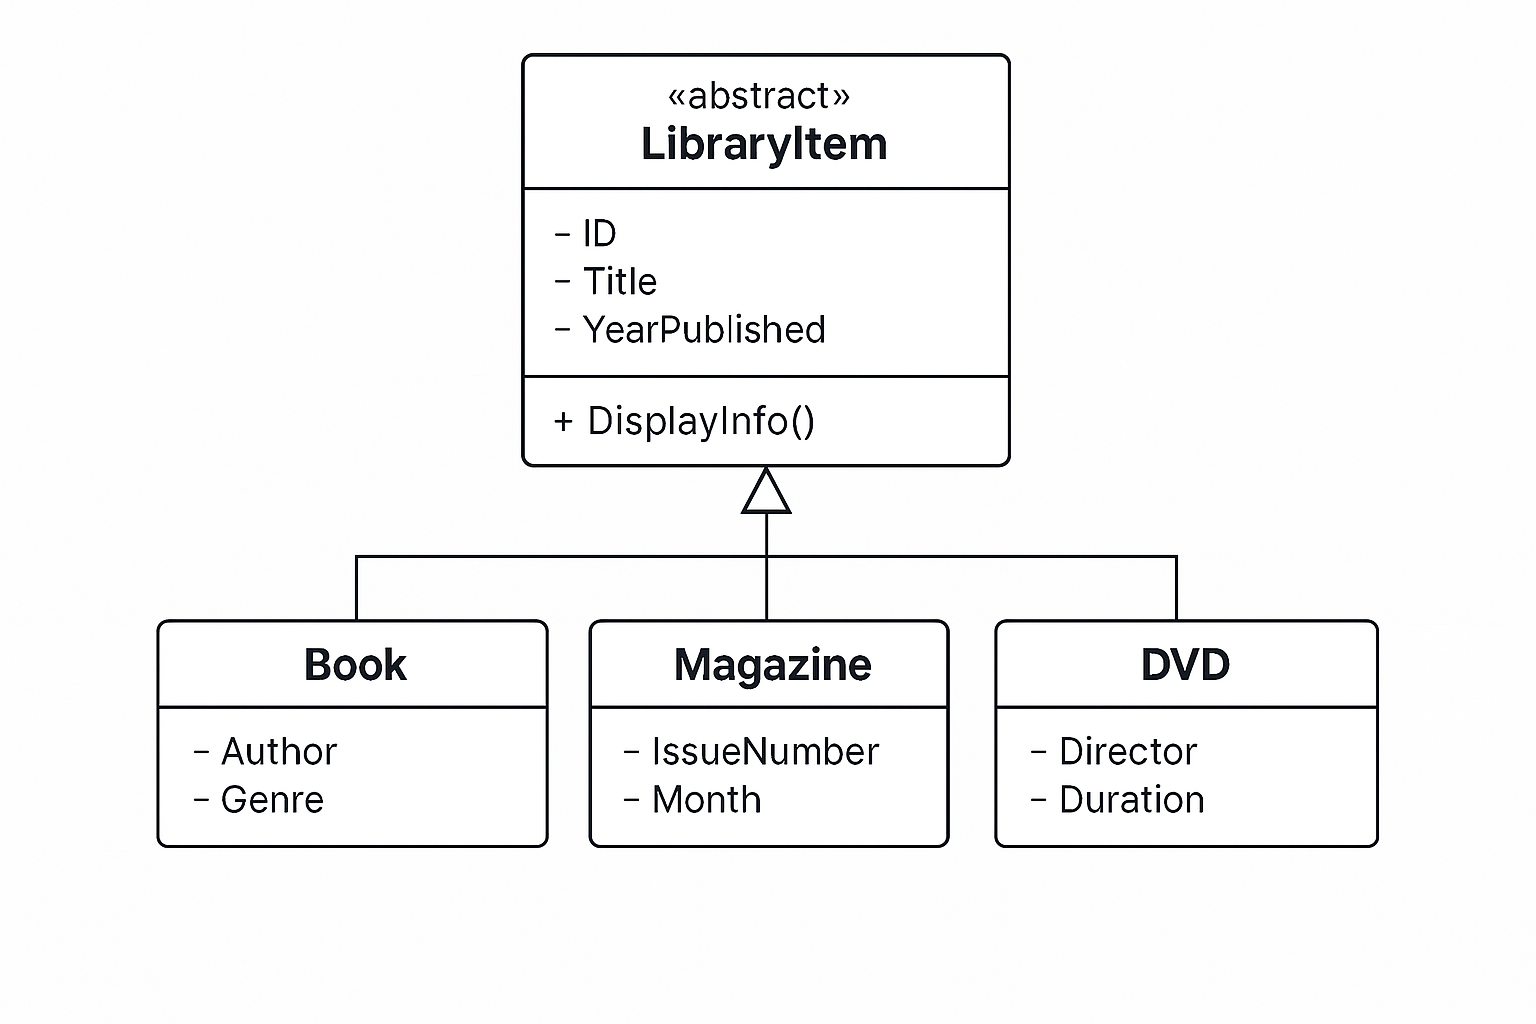 «abstract»
LibraryItem
– ID
– Title
– YearPublished
+ DisplayInfo()
Book
– Author
– Genre
Magazine
– IssueNumber
– Month
DVD
– Director
– Duration